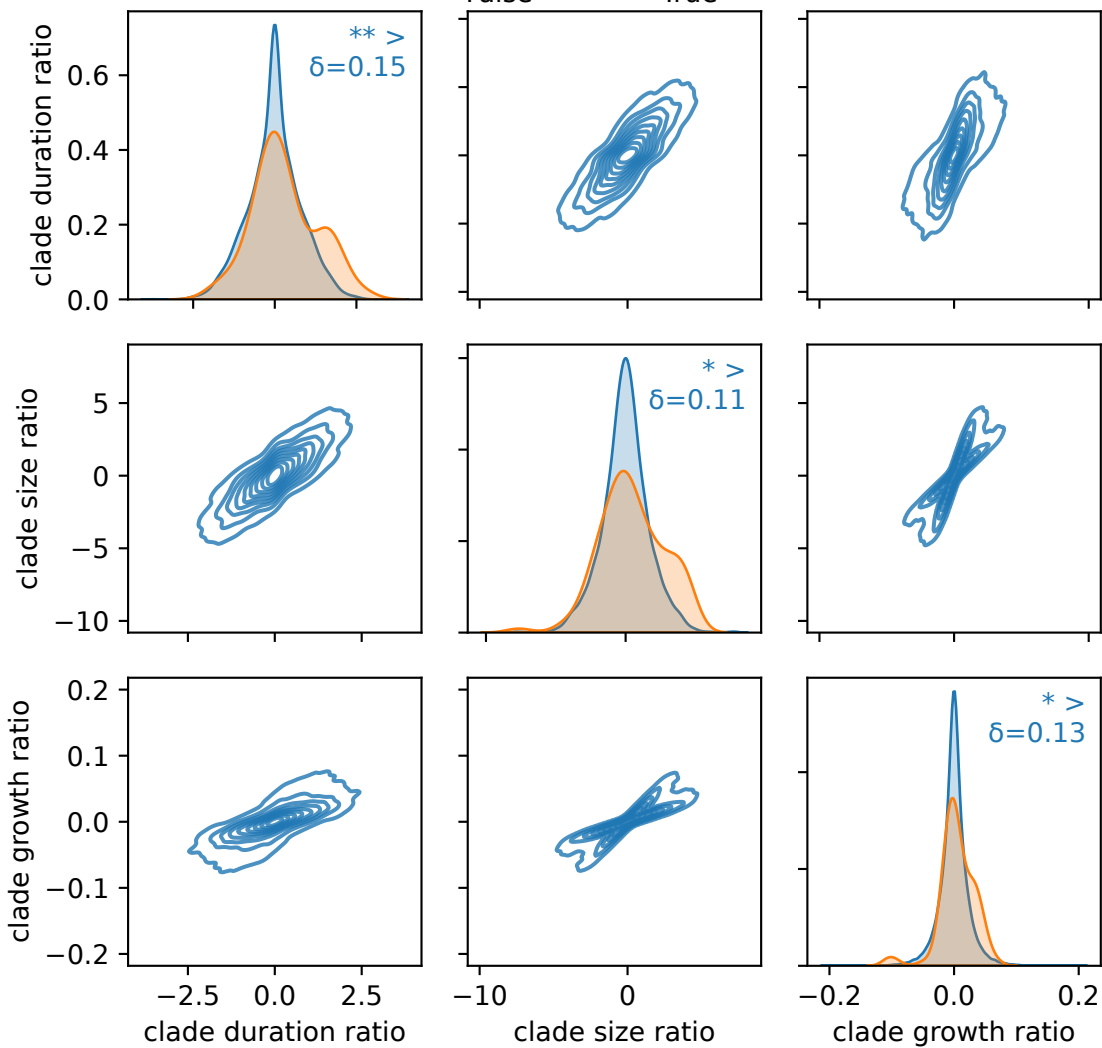 True
clade duration ratio
0.6
0.4
0.2
0.0
** >
δ=0.15
clade size ratio
5
0
−5
−10
* >
δ=0.11
clade growth ratio
0.2
0.1
0.0
−0.1
−0.2
* >
δ=0.13
−2.5 0.0 2.5
−10 0
−0.2 0.0 0.2
clade duration ratio
clade size ratio
clade growth ratio